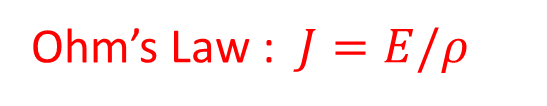 Ohm’s Law : J = E/ρ